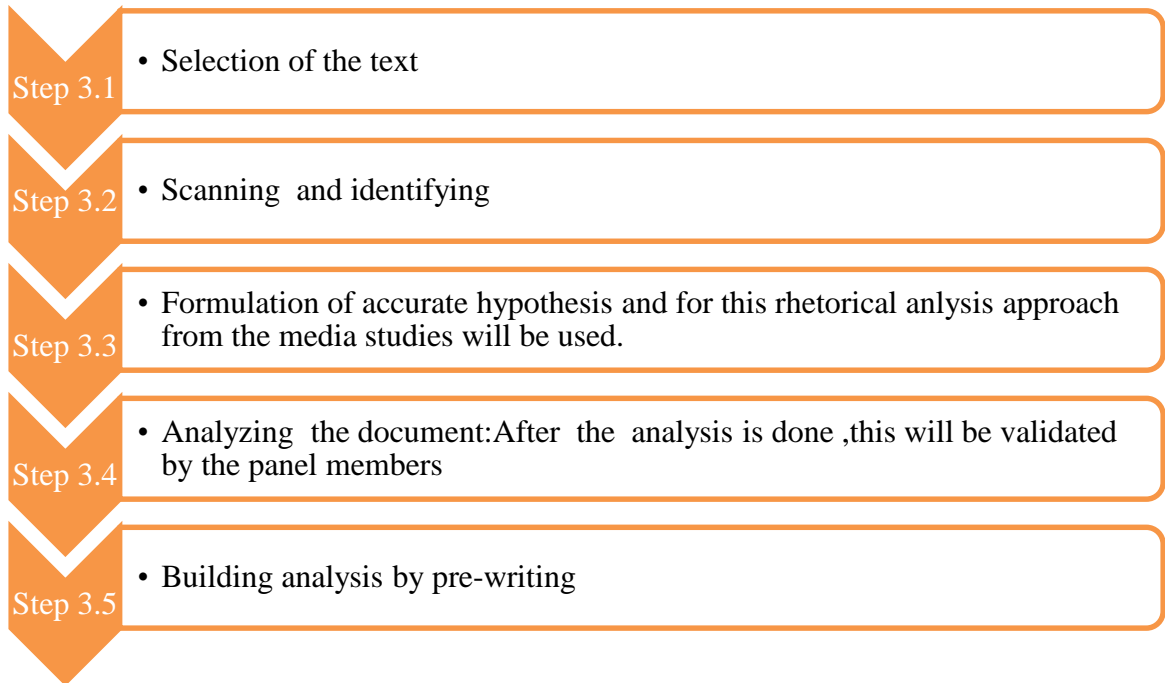 Step 3.1
• Selection of the text
Step 3.2
• Scanning and identifying
Step 3.3
• Formulation of accurate hypothesis and for this rhetorical anlysis approach
from the media studies will be used.
Step 3.4
• Analyzing the document:After the analysis is done ,this will be validated
by the panel members
Step 3.5
• Building analysis by pre-writing